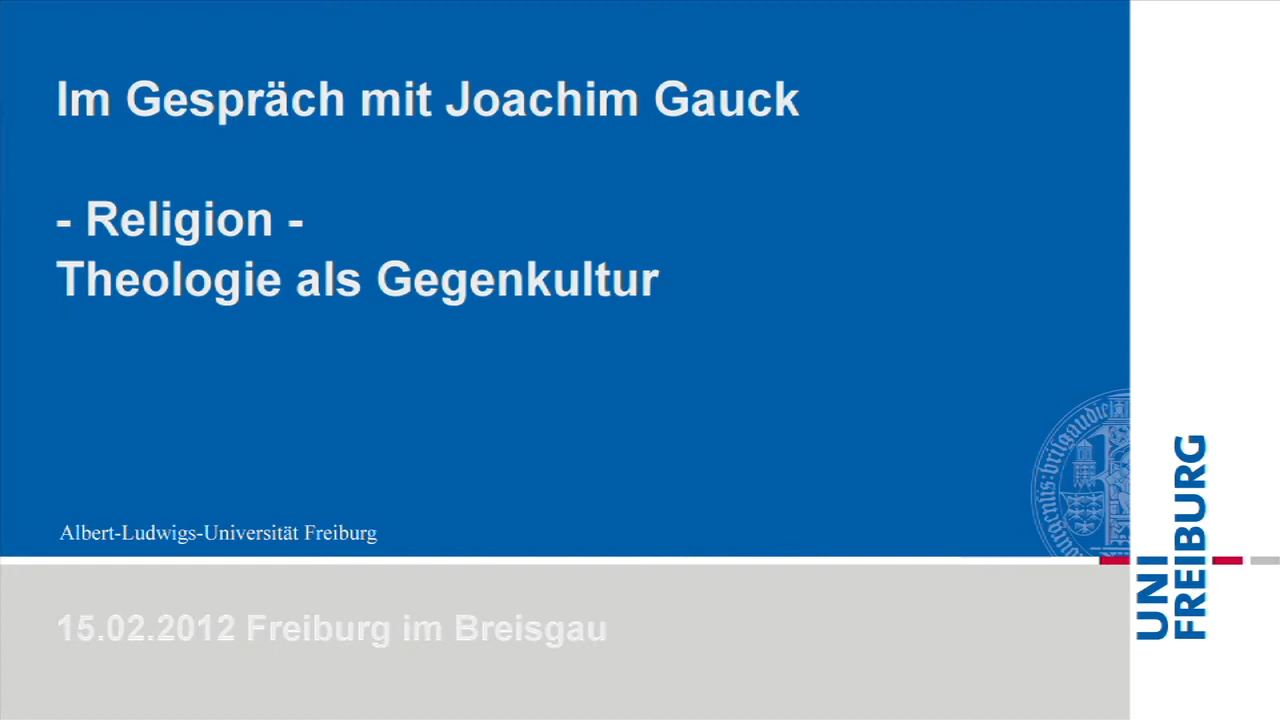 Im Gespräch mit Joachim Gauck
- Religion -
Theologie als Gegenkultur
Albert-Ludwigs-Universität Freiburg
15.02.2012 Freiburg im Breisgau
UNI
FREIBURG